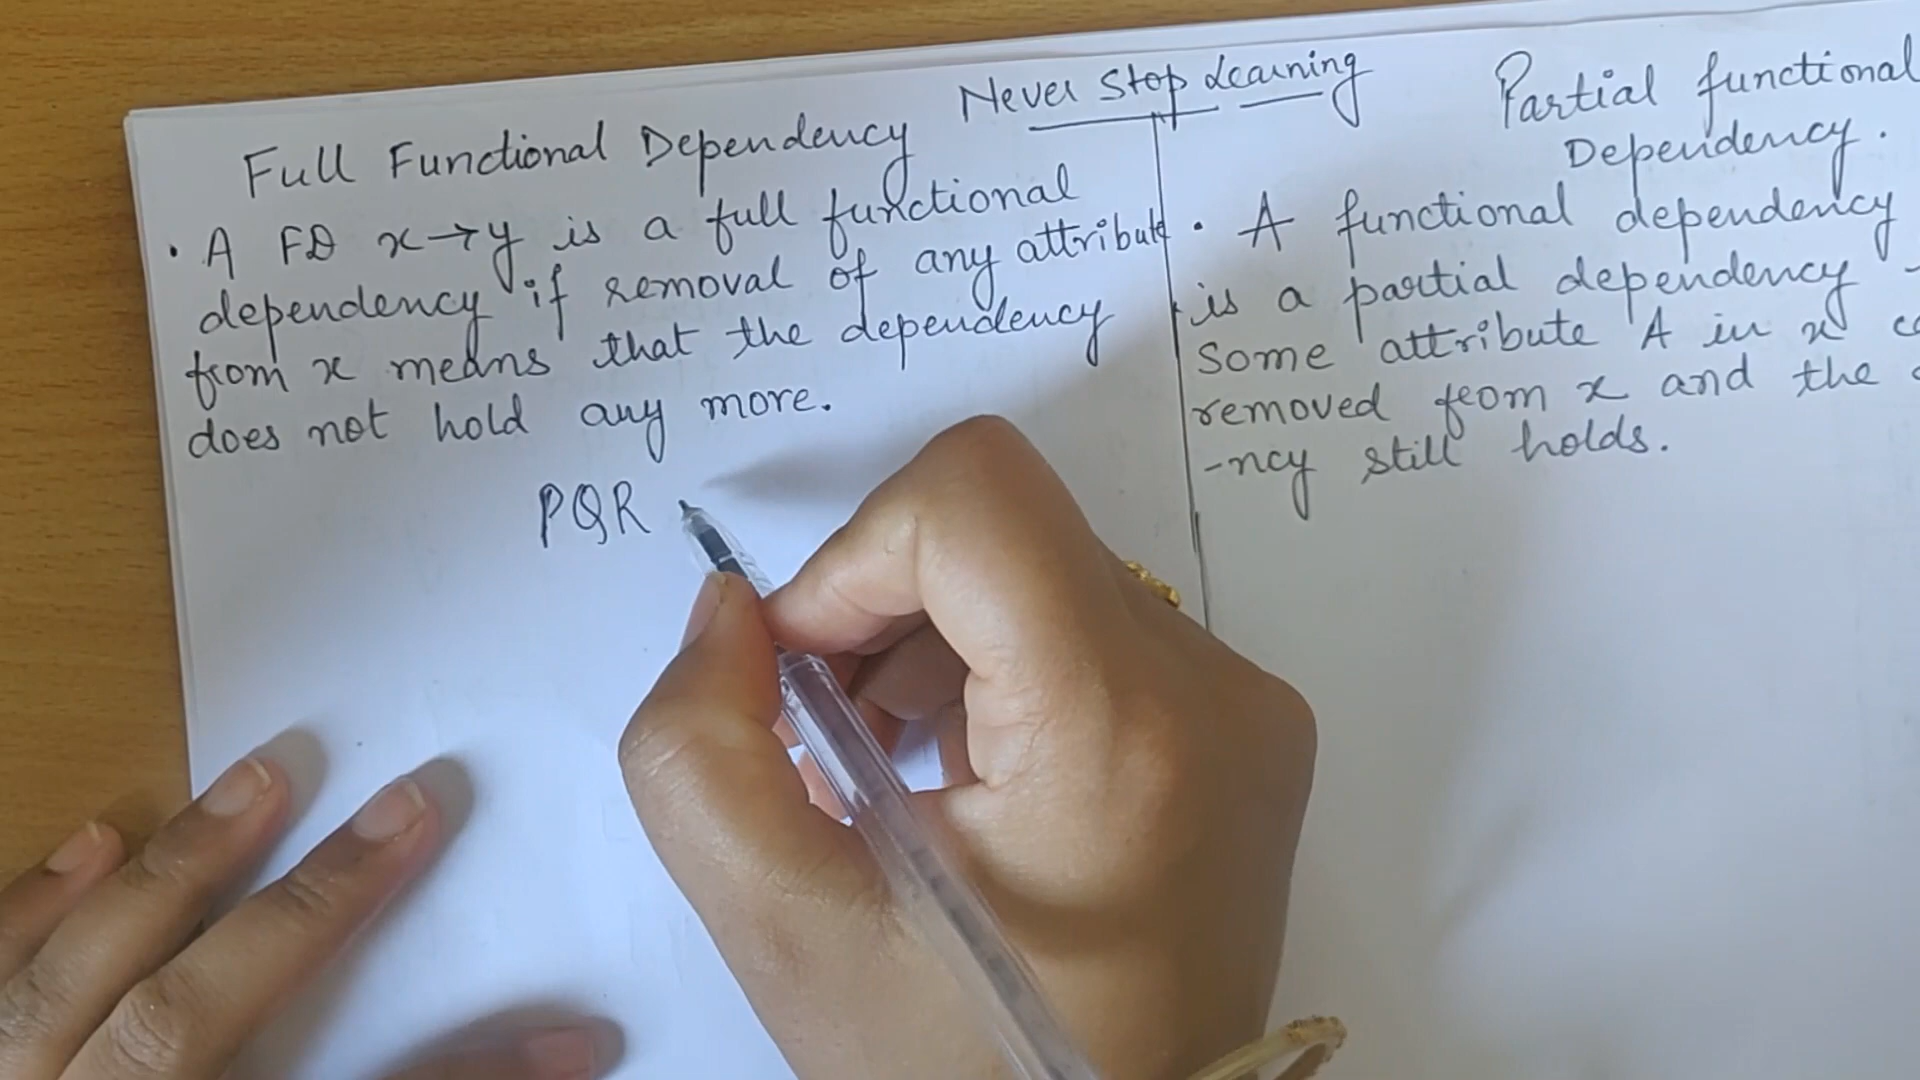 Never Stop Learning
Full Functional Dependency
. A FD x→y is a full functional
dependency if removal of any attribute
from x means that the dependency
does not hold any more.
PQR
Partial functional
Dependency.
. A functional dependency
is a partial dependency
some attribute A in x
removed from x and the
-ncy still holds.